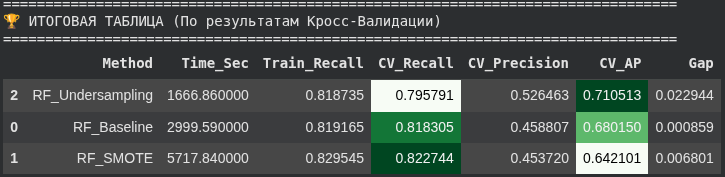 ================================================================================
🏆 ИТОГОВАЯ ТАБЛИЦА (По результатам Кросс-Валидации)
================================================================================
Method Time_Sec Train_Recall CV_Recall CV_Precision CV_AP Gap
2 RF_Undersampling 1666.860000 0.818735 0.795791 0.526463 0.710513 0.022944
0 RF_Baseline 2999.590000 0.819165 0.818305 0.458807 0.680150 0.000859
1 RF_SMOTE 5717.840000 0.829545 0.822744 0.453720 0.642101 0.006801